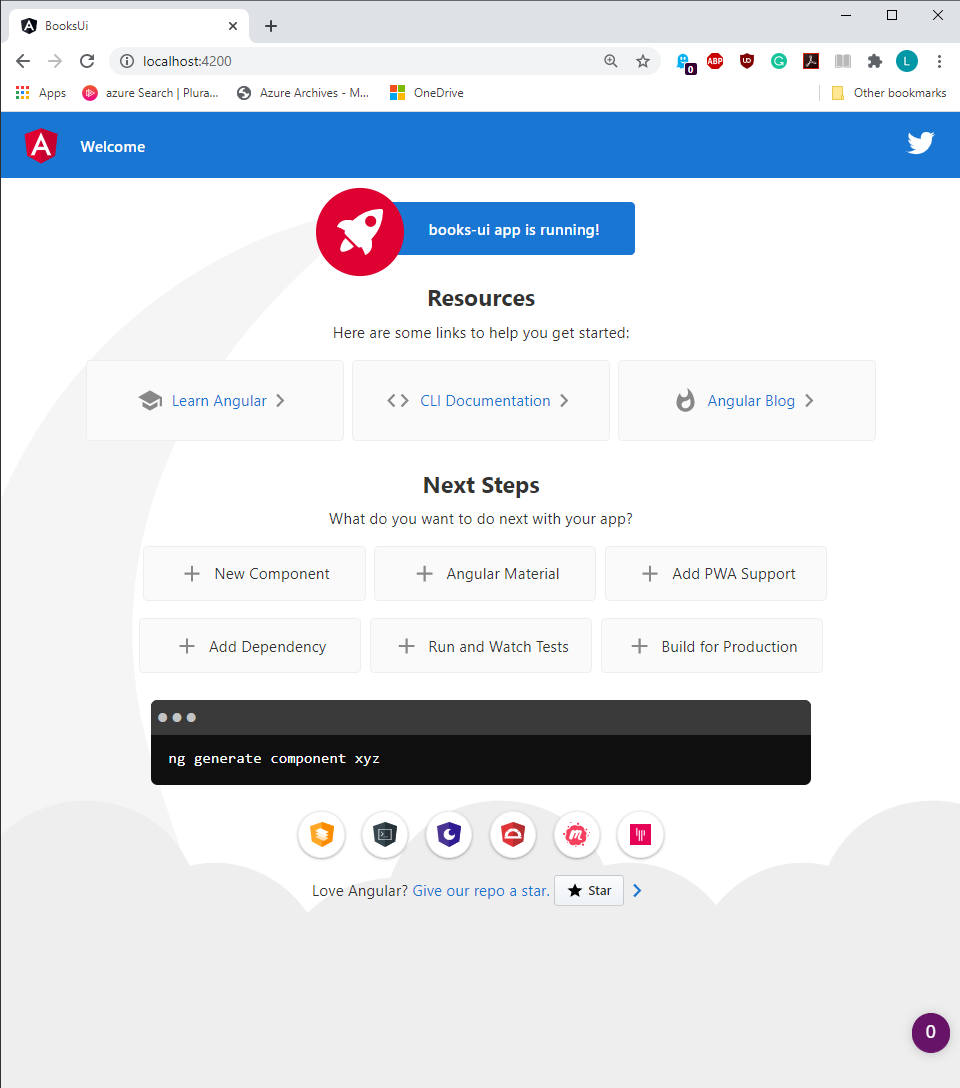 BooksUi
localhost:4200
0
ABP
L
Apps
azure Search | Plura...
Azure Archives - M...
OneDrive
Other bookmarks
A Welcome
books-ui app is running!
Resources
Here are some links to help you get started:
Learn Angular
CLI Documentation
Angular Blog
Next Steps
What do you want to do next with your app?
New Component
Angular Material
Add PWA Support
Add Dependency
Run and Watch Tests
Build for Production
ng generate component xyz
m
Love Angular? Give our repo a star. Star
0